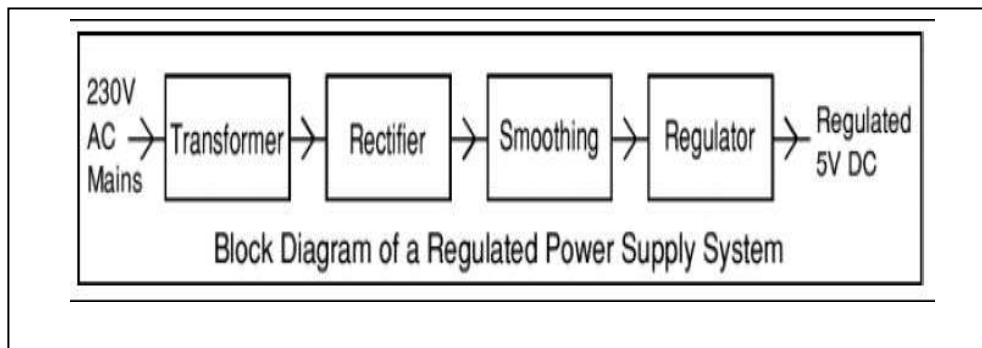 230V
AC
Mains
Transformer
Rectifier
Smoothing
Regulator
Regulated
5V DC
Block Diagram of a Regulated Power Supply System